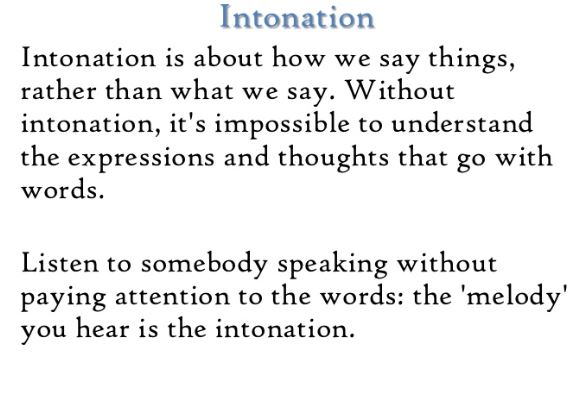 Intonation
Intonation is about how we say things,
rather than what we say. Without
intonation, it's impossible to understand
the expressions and thoughts that go with
words.
Listen to somebody speaking without
paying attention to the words: the 'melody'
you hear is the intonation.